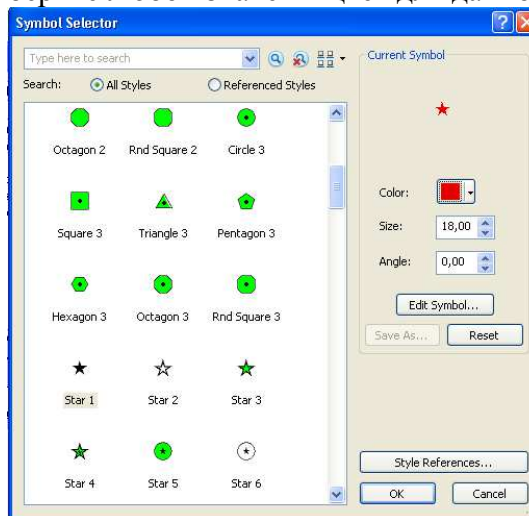 Symbol Selector
Type here to search
Search: All Styles Referenced Styles
Octagon 2 Rnd Square 2 Circle 3
Square 3 Triangle 3 Pentagon 3
Hexagon 3 Octagon 3 Rnd Square 3
Star 1 Star 2 Star 3
Star 4 Star 5 Star 6
Current Symbol
Color:
Size: 18,00
Angle: 0,00
Edit Symbol...
Save As... Reset
Style References...
OK Cancel